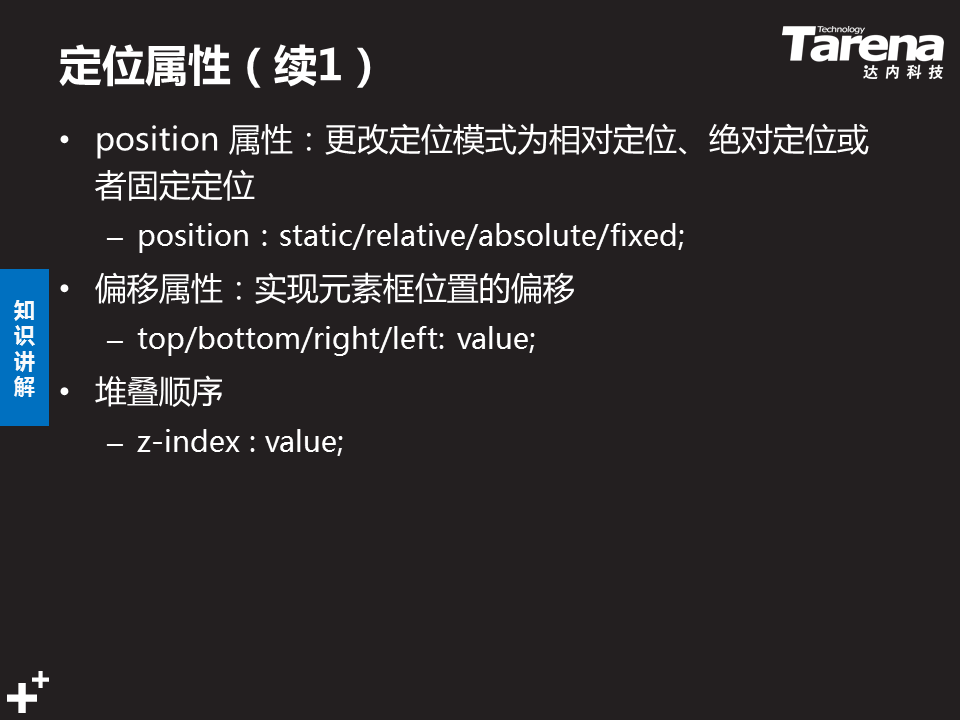 定位属性（续1）
Technology
Tarena
达内科技
• position 属性：更改定位模式为相对定位、绝对定位或
者固定定位
– position：static/relative/absolute/fixed;
• 偏移属性：实现元素框位置的偏移
– top/bottom/right/left: value;
• 堆叠顺序
– z-index : value;
知识讲解